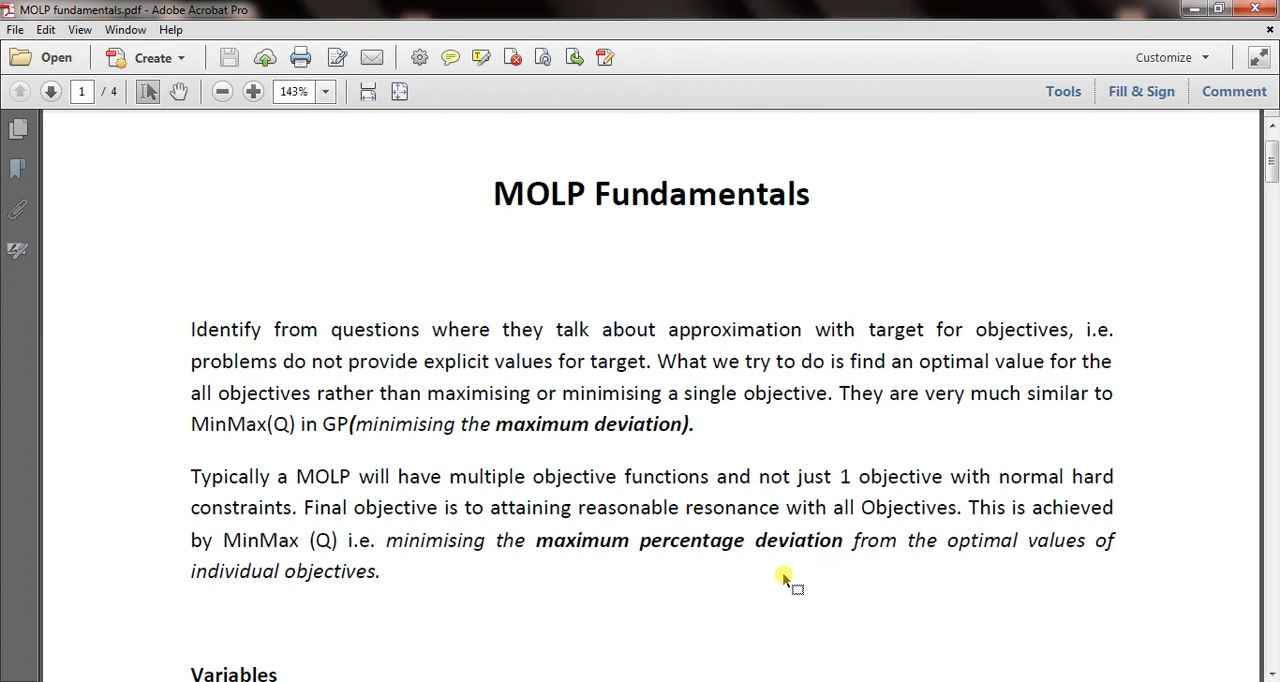 MOLP fundamentals.pdf - Adobe Acrobat Pro
File Edit View Window Help
Open Create Customize
1 / 4 143% Tools Fill & Sign Comment
MOLP Fundamentals
Identify from questions where they talk about approximation with target for objectives, i.e.
problems do not provide explicit values for target. What we try to do is find an optimal value for the
all objectives rather than maximising or minimising a single objective. They are very much similar to
MinMax(Q) in GP(minimising the maximum deviation).
Typically a MOLP will have multiple objective functions and not just 1 objective with normal hard
constraints. Final objective is to attaining reasonable resonance with all Objectives. This is achieved
by MinMax (Q) i.e. minimising the maximum percentage deviation from the optimal values of
individual objectives.
Variables